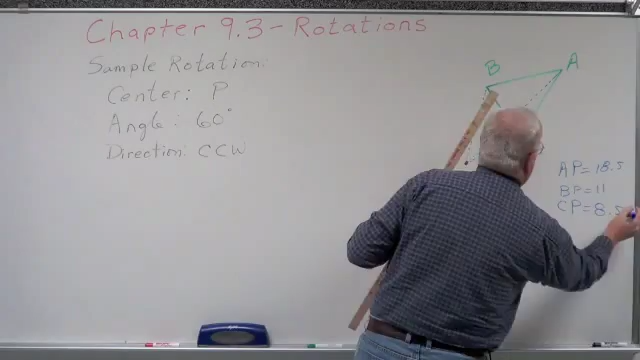 Chapter 9.3 - Rotations
Sample Rotation:
Center: P
Angle: 60°
Direction: CCW
B
A
AP = 18.5
BP = 11
CP = 8.5